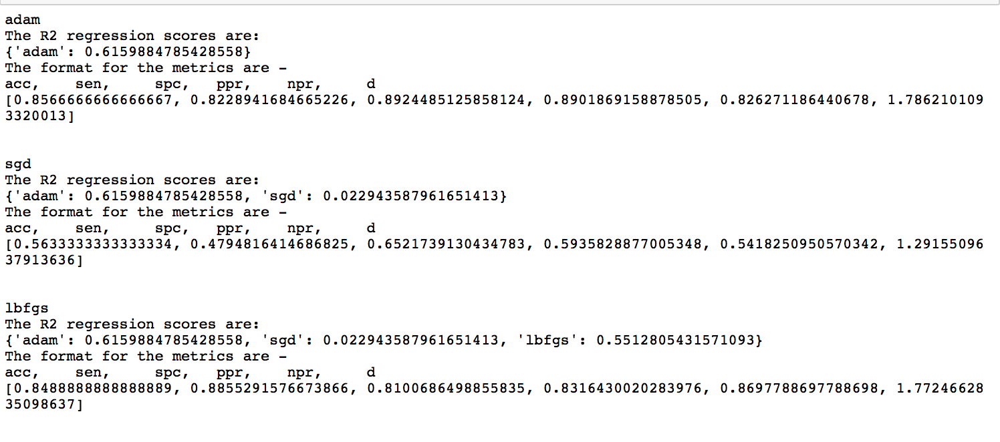 adam
The R2 regression scores are:
{'adam': 0.6159884785428558}
The format for the metrics are -
acc,    sen,     spc,   ppr,    npr,     d
[0.8566666666666667, 0.8228941684665226, 0.8924485125858124, 0.8901869158878505, 0.826271186440678, 1.786210109
3320013]
sgd
The R2 regression scores are:
{'adam': 0.6159884785428558, 'sgd': 0.022943587961651413}
The format for the metrics are -
acc,    sen,     spc,   ppr,    npr,     d
[0.5633333333333334, 0.4794816414686825, 0.6521739130434783, 0.5935828877005348, 0.5418250950570342, 1.29155096
37913636]
lbfgs
The R2 regression scores are:
{'adam': 0.6159884785428558, 'sgd': 0.022943587961651413, 'lbfgs': 0.5512805431571093}
The format for the metrics are -
acc,    sen,     spc,   ppr,    npr,     d
[0.8488888888888889, 0.8855291576673866, 0.8100686498855835, 0.8316430020283976, 0.8697788697788698, 1.77246628
35098637]